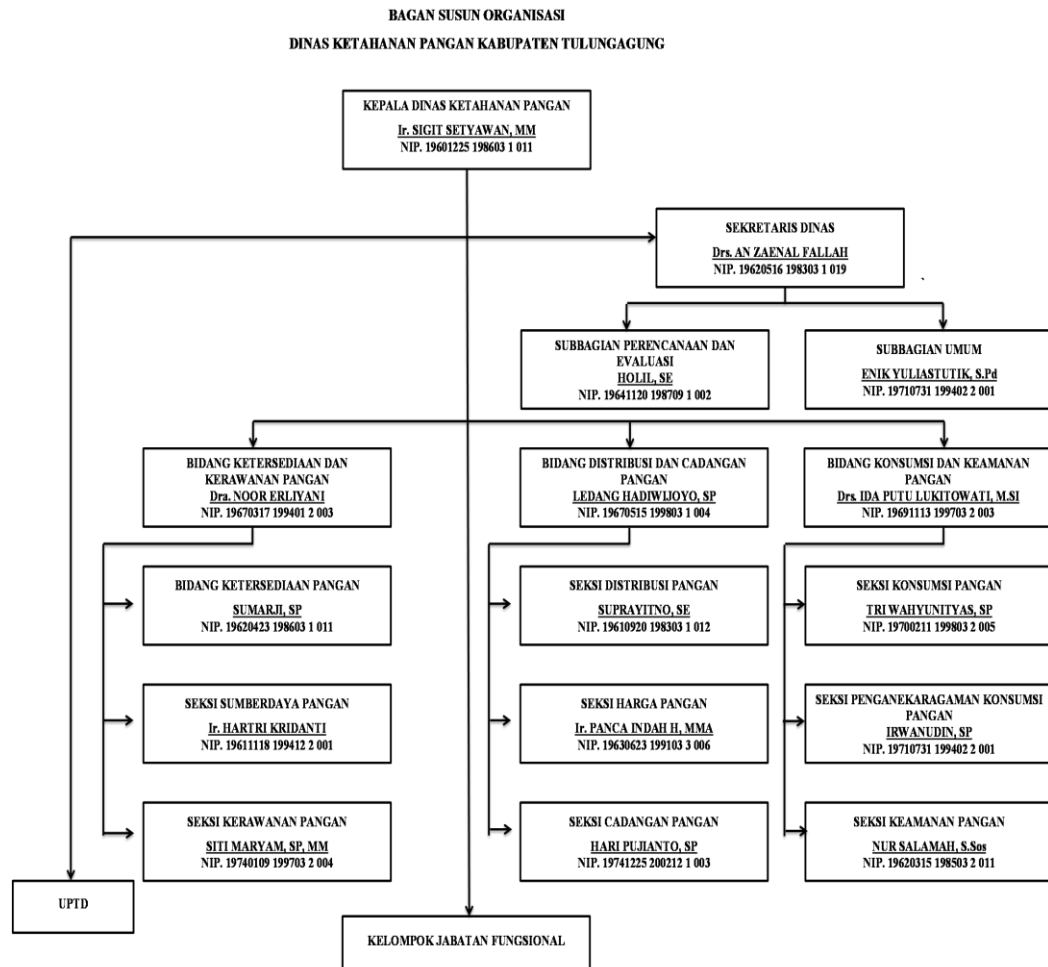 BAGAN SUSUN ORGANISASI
DINAS KETAHANAN PANGAN KABUPATEN TULUNGAGUNG
KEPALA DINAS KETAHANAN PANGAN
Ir. SIGIT SETYAWAN, MM
NIP. 19601225 198603 1 011
SEKRETARIS DINAS
Drs. AN ZAENAL FALLAH
NIP. 19620516 198303 1 019
SUBBAGIAN PERENCANAAN DAN
EVALUASI
HOLIL, SE
NIP. 19641120 198709 1 002
SUBBAGIAN UMUM
ENIK YULIASTUTIK, S.Pd
NIP. 19710731 199402 2 001
BIDANG KETERSEDIAAN DAN
KERAWANAN PANGAN
Dra. NOOR ERLIYANI
NIP. 19670317 199401 2 003
BIDANG DISTRIBUSI DAN CADANGAN
PANGAN
LEDANG HADIWIJOYO, SP
NIP. 19670515 199803 1 004
BIDANG KONSUMSI DAN KEAMANAN
PANGAN
Drs. IDA PUTU LUKITOWATI, M.SI
NIP. 19691113 199703 2 003
BIDANG KETERSEDIAAN PANGAN
SUMARJI, SP
NIP. 19620423 198603 1 011
SEKSI DISTRIBUSI PANGAN
SUPRAYITNO, SE
NIP. 19610920 198303 1 012
SEKSI KONSUMSI PANGAN
TRI WAHYUNITYAS, SP
NIP. 19700211 199803 2 005
SEKSI SUMBERDAYA PANGAN
Ir. HARTRI KRIDANTI
NIP. 19611118 199412 2 001
SEKSI HARGA PANGAN
Ir. PANCA INDAH H, MMA
NIP. 19630623 199103 3 006
SEKSI PENGANEKARAGAMAN KONSUMSI
PANGAN
IRWANUDIN, SP
NIP. 19710731 199402 2 001
SEKSI KERAWANAN PANGAN
SITI MARYAM, SP, MM
NIP. 19740109 199703 2 004
SEKSI CADANGAN PANGAN
HARI PUJIANTO, SP
NIP. 19741225 200212 1 003
SEKSI KEAMANAN PANGAN
NUR SALAMAH, S.Sos
NIP. 19620315 198503 2 011
UPTD
KELOMPOK JABATAN FUNGSIONAL